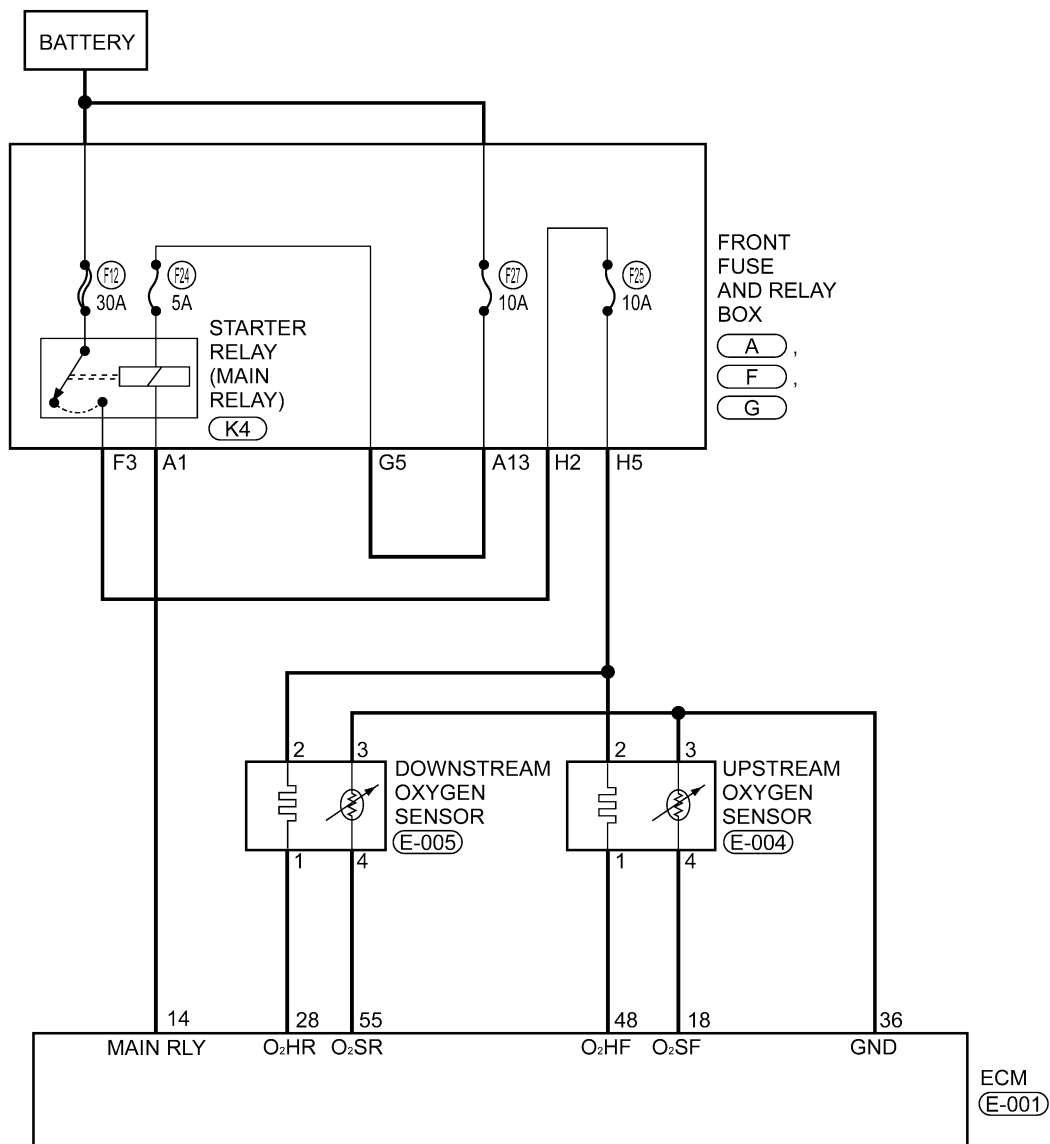 BATTERY
FRONT
FUSE
AND RELAY
BOX
A ,
F ,
G
F12
30A
F24
5A
F27
10A
F25
10A
STARTER
RELAY
(MAIN
RELAY)
K4
F3 A1 G5 A13 H2 H5
2 3 DOWNSTREAM
OXYGEN
SENSOR
E-005
1 4
2 3 UPSTREAM
OXYGEN
SENSOR
E-004
1 4
14 28 55 48 18 36
MAIN RLY O₂HR O₂SR O₂HF O₂SF GND
ECM
E-001